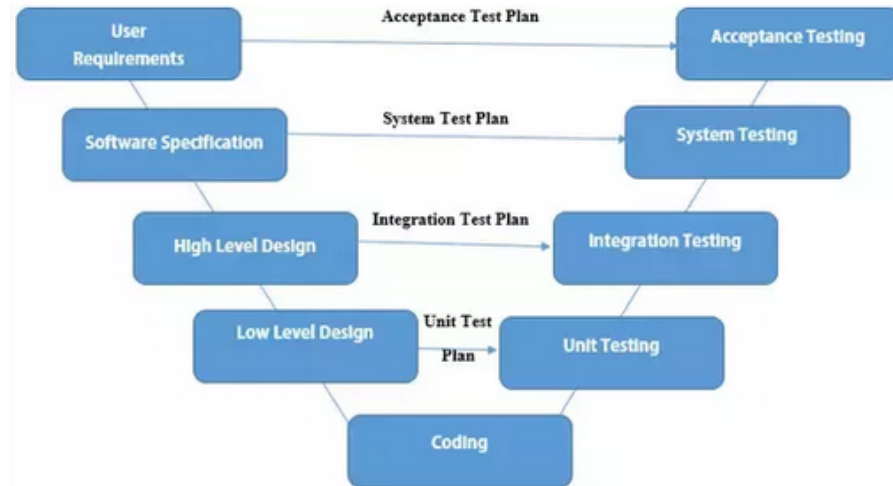 User
Requirements
Acceptance Test Plan
Acceptance Testing
Software Specification
System Test Plan
System Testing
High Level Design
Integration Test Plan
Integration Testing
Low Level Design
Unit Test
Plan
Unit Testing
Coding